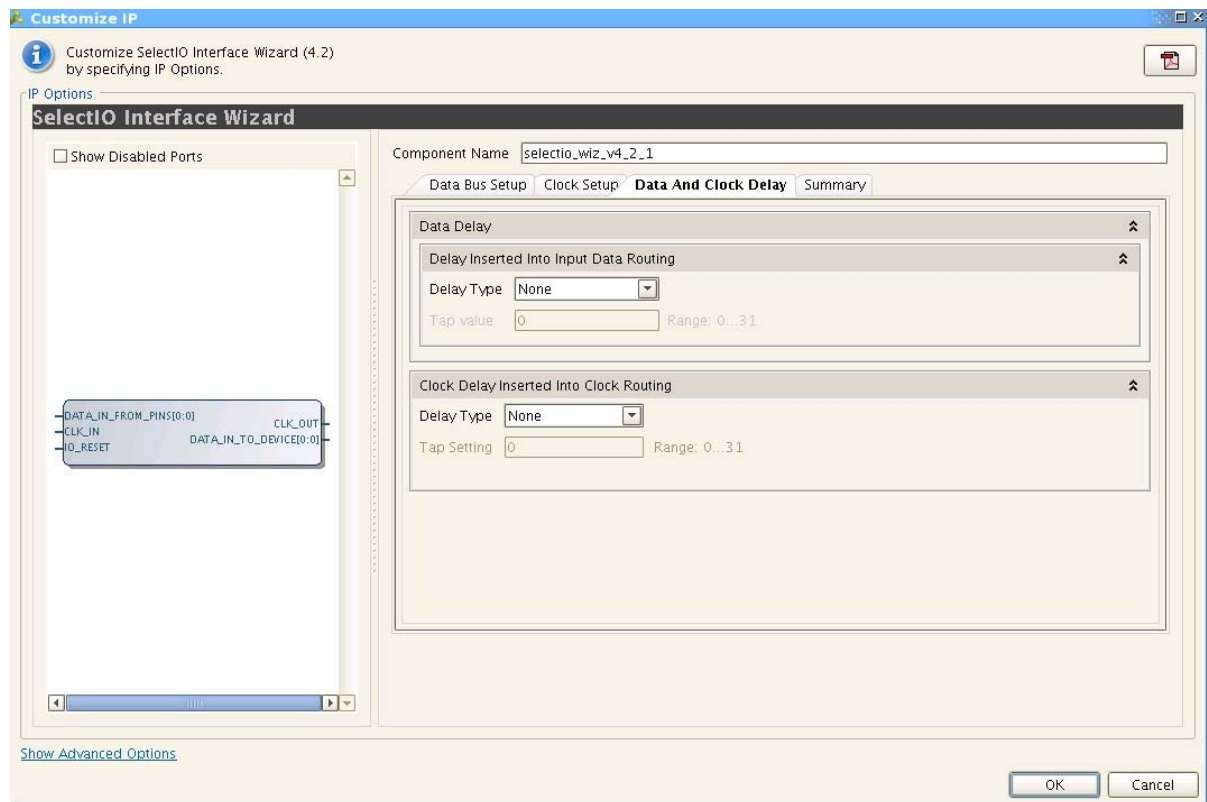 Customize IP
Customize SelectIO Interface Wizard (4.2)
by specifying IP Options.
IP Options
SelectIO Interface Wizard
Show Disabled Ports
DATA_IN_FROM_PINS[0:0]
CLK_IN
IO_RESET
CLK_OUT
DATA_IN_TO_DEVICE[0:0]
Component Name selectio_wiz_v4_2_1
Data Bus Setup Clock Setup Data And Clock Delay Summary
Data Delay
Delay Inserted Into Input Data Routing
Delay Type None
Tap value 0 Range: 0...31
Clock Delay Inserted Into Clock Routing
Delay Type None
Tap Setting 0 Range: 0...31
Show Advanced Options
OK Cancel